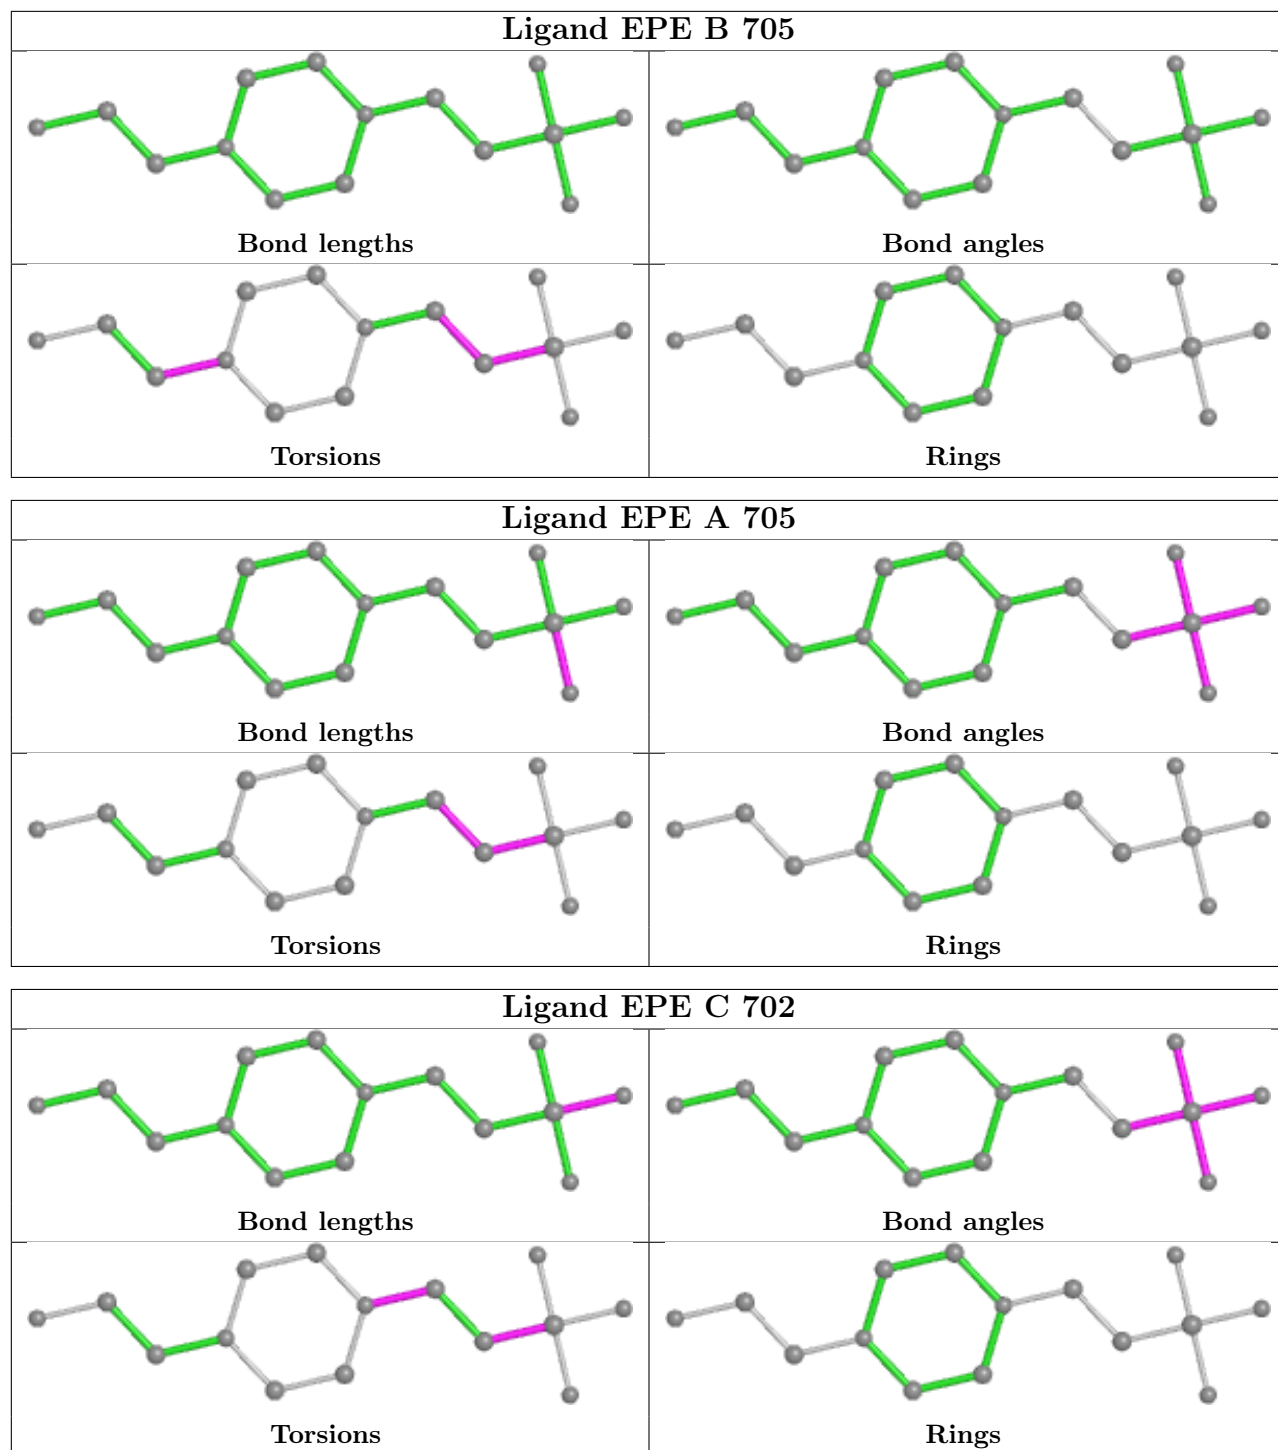 Ligand EPE B 705
Bond lengths
Bond angles
Torsions
Rings
Ligand EPE A 705
Bond lengths
Bond angles
Torsions
Rings
Ligand EPE C 702
Bond lengths
Bond angles
Torsions
Rings